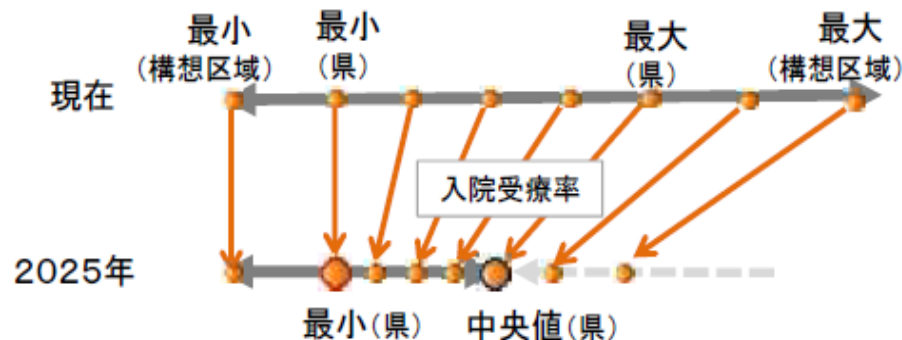 最小
(構想区域)
最小
(県)
最大
(県)
最大
(構想区域)
現在
入院受療率
2025年
最小(県)
中央値(県)